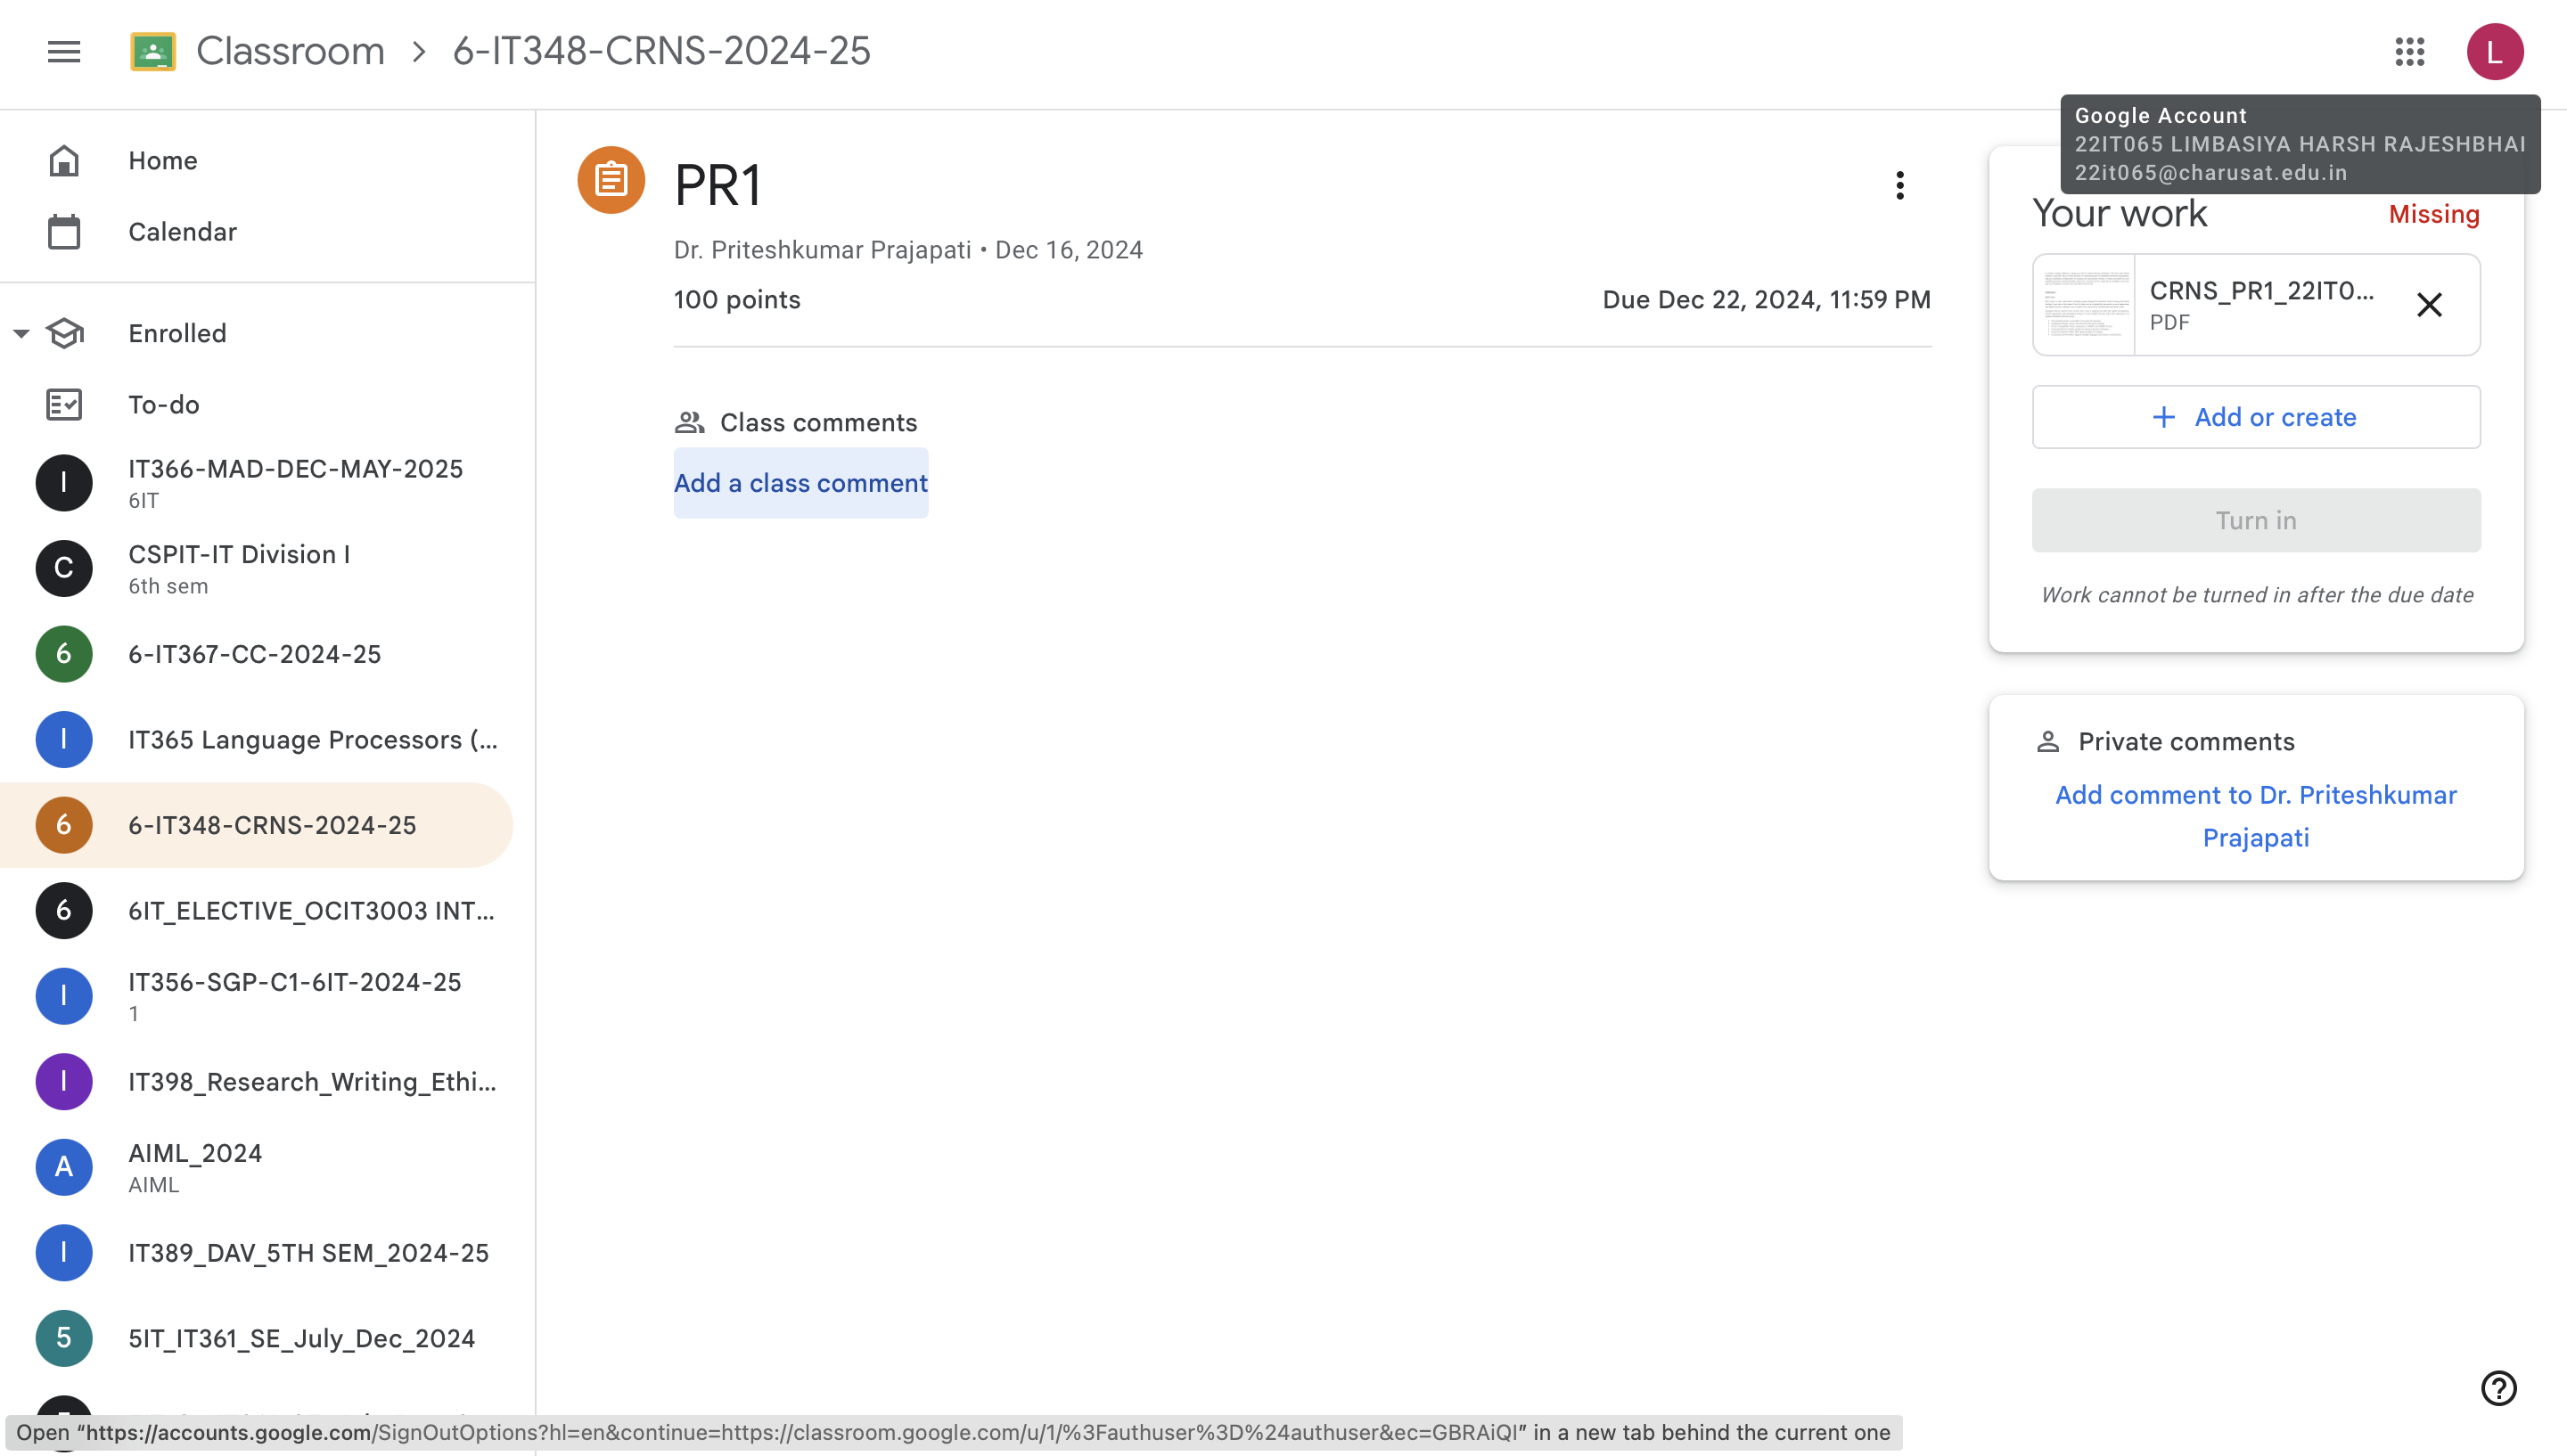 Classroom > 6-IT348-CRNS-2024-25
L
Google Account
22IT065 LIMBASIYA HARSH RAJESHBHAI
22it065@charusat.edu.in
Home
Calendar
Enrolled
To-do
I
IT366-MAD-DEC-MAY-2025
6IT
C
CSPIT-IT Division I
6th sem
6
6-IT367-CC-2024-25
I
IT365 Language Processors (...
6
6-IT348-CRNS-2024-25
6
6IT_ELECTIVE_OCIT3003 INT...
I
IT356-SGP-C1-6IT-2024-25
1
I
IT398_Research_Writing_Ethi...
A
AIML_2024
AIML
I
IT389_DAV_5TH SEM_2024-25
5
5IT_IT361_SE_July_Dec_2024
PR1
Dr. Priteshkumar Prajapati • Dec 16, 2024
100 points
Due Dec 22, 2024, 11:59 PM
Class comments
Add a class comment
Your work
Missing
CRNS_PR1_22IT0...
PDF
+ Add or create
Turn in
Work cannot be turned in after the due date
Private comments
Add comment to Dr. Priteshkumar
Prajapati
Open “https://accounts.google.com/SignOutOptions?hl=en&continue=https://classroom.google.com/u/1/%3Fauthuser%3D%24authuser&ec=GBRAiQI” in a new tab behind the current one